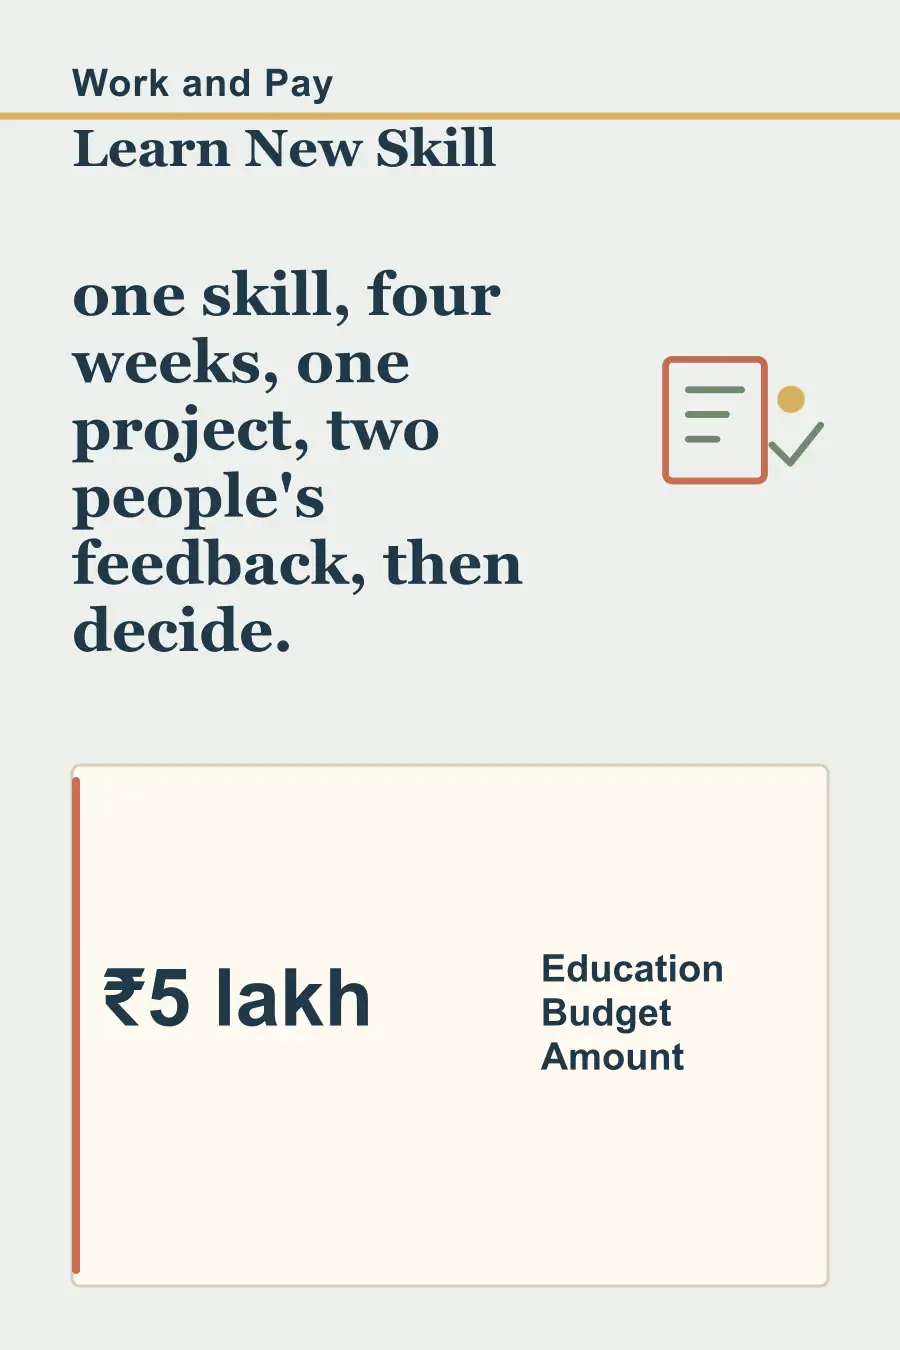 Work and Pay
Learn New Skill
one skill, four
weeks, one
project, two
people's
feedback, then
decide.
₹5 lakh
Education
Budget
Amount